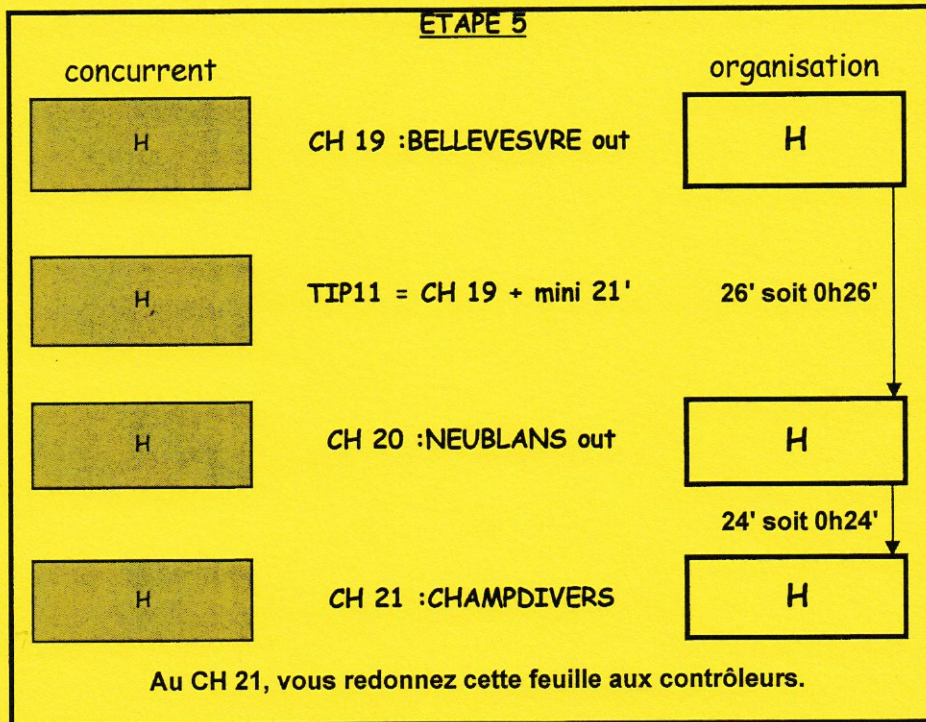 ETAPE 5
concurrent organisation
H CH 19 :BELLEVESVRE out H
H TIP11 = CH 19 + mini 21' 26' soit 0h26'
H CH 20 :NEUBLANS out H
24' soit 0h24'
H CH 21 :CHAMPDIVERS H
Au CH 21, vous redonnez cette feuille aux contrôleurs.